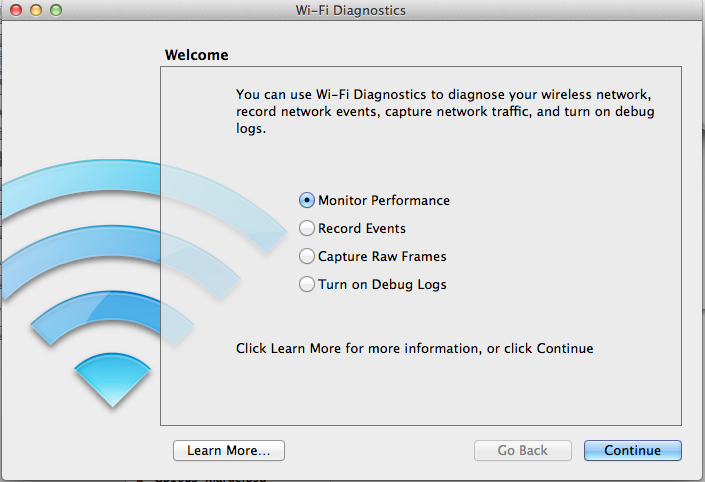 Wi-Fi Diagnostics
Welcome
You can use Wi-Fi Diagnostics to diagnose your wireless network,
record network events, capture network traffic, and turn on debug
logs.
Monitor Performance
Record Events
Capture Raw Frames
Turn on Debug Logs
Click Learn More for more information, or click Continue
Learn More...
Go Back
Continue